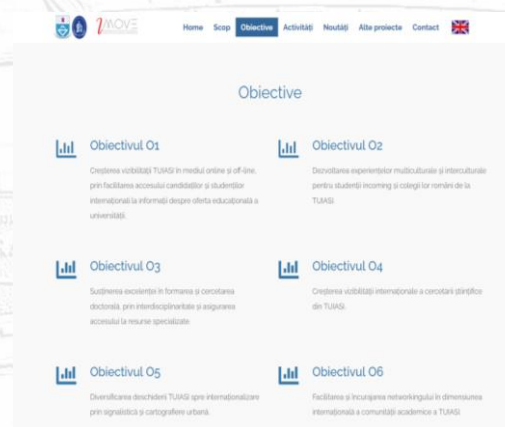 iMOVE
Home Scop Obiective Activități Noutăți Alte proiecte Contact
Obiective
Obiectivul O1
Creșterea vizibilității TUIASI în mediul online și off-line,
prin facilitarea accesului candidaților și studenților
internaționali la informații despre oferta educațională a
universității.
Obiectivul O2
Dezvoltarea experiențelor multiculturale și interculturale
pentru studenții incoming și colegii lor români de la
TUIASI.
Obiectivul O3
Susținerea excelenței în formarea și cercetarea
doctorală, prin interdisciplinaritate și asigurarea
accesului la resurse specializate.
Obiectivul O4
Creșterea vizibilității internaționale a cercetării științifice
din TUIASI.
Obiectivul O5
Diversificarea deschiderii TUIASI spre internaționalizare
prin signalistică și cartografiere urbană.
Obiectivul O6
Facilitarea și încurajarea networkingului în dimensiunea
internațională a comunității academice a TUIASI